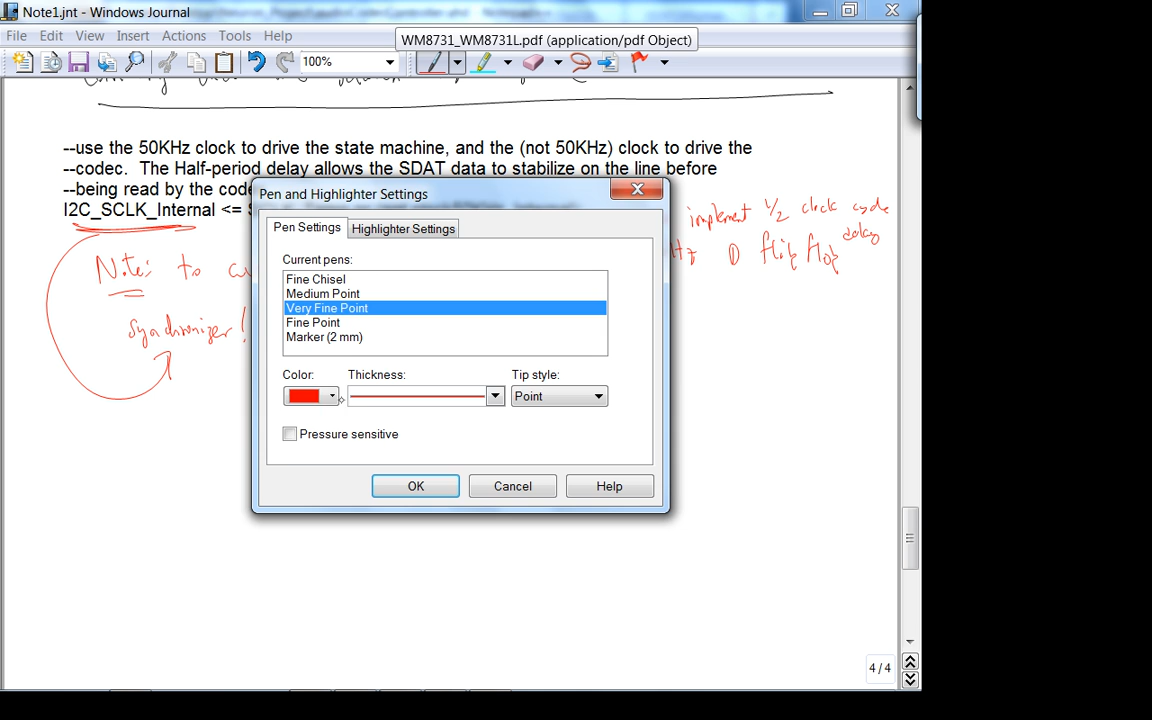 Note1.jnt - Windows Journal
File Edit View Insert Actions Tools Help
WM8731_WM8731L.pdf (application/pdf Object)
100%
--use the 50KHz clock to drive the state machine, and the (not 50KHz) clock to drive the
--codec. The Half-period delay allows the SDAT data to stabilize on the line before
--being read by the code
I2C_SCLK_Internal <=
implement 1/2 clock cycle
delay
Hz D flip flop
Note: to
synchronizer!
Pen and Highlighter Settings
Pen Settings Highlighter Settings
Current pens:
Fine Chisel
Medium Point
Very Fine Point
Fine Point
Marker (2 mm)
Color: Thickness: Tip style:
Point
Pressure sensitive
OK Cancel Help
4 / 4